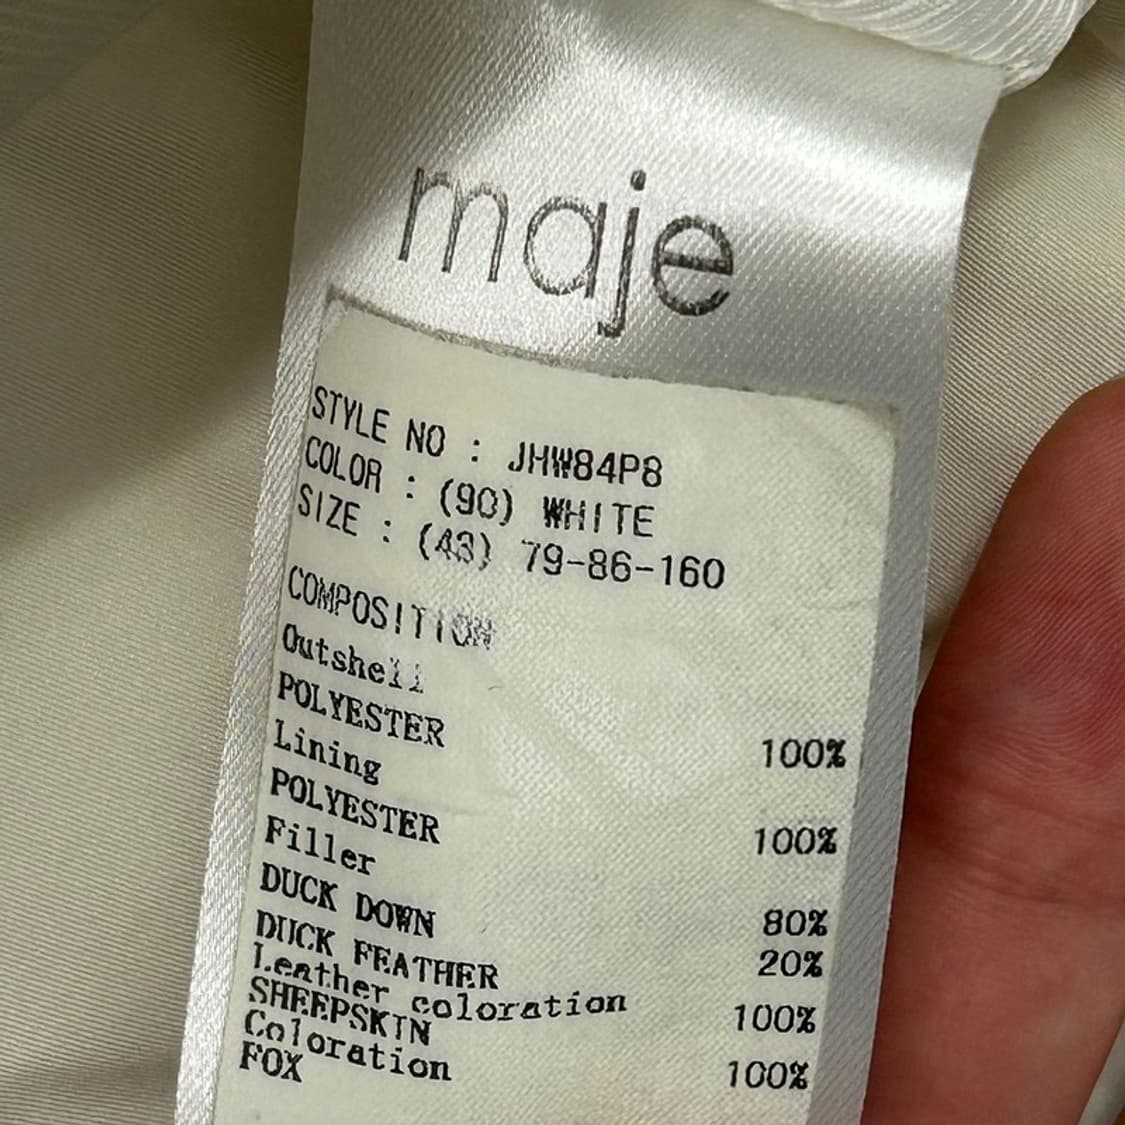 maje
STYLE NO : JHW84P8
COLOR : (90) WHITE
SIZE : (43) 79-86-160
COMPOSITION
Outshell
POLYESTER 100%
Lining
POLYESTER 100%
Filler
DUCK DOWN 80%
DUCK FEATHER 20%
Leather coloration
SHEEPSKIN 100%
Coloration
FOX 100%